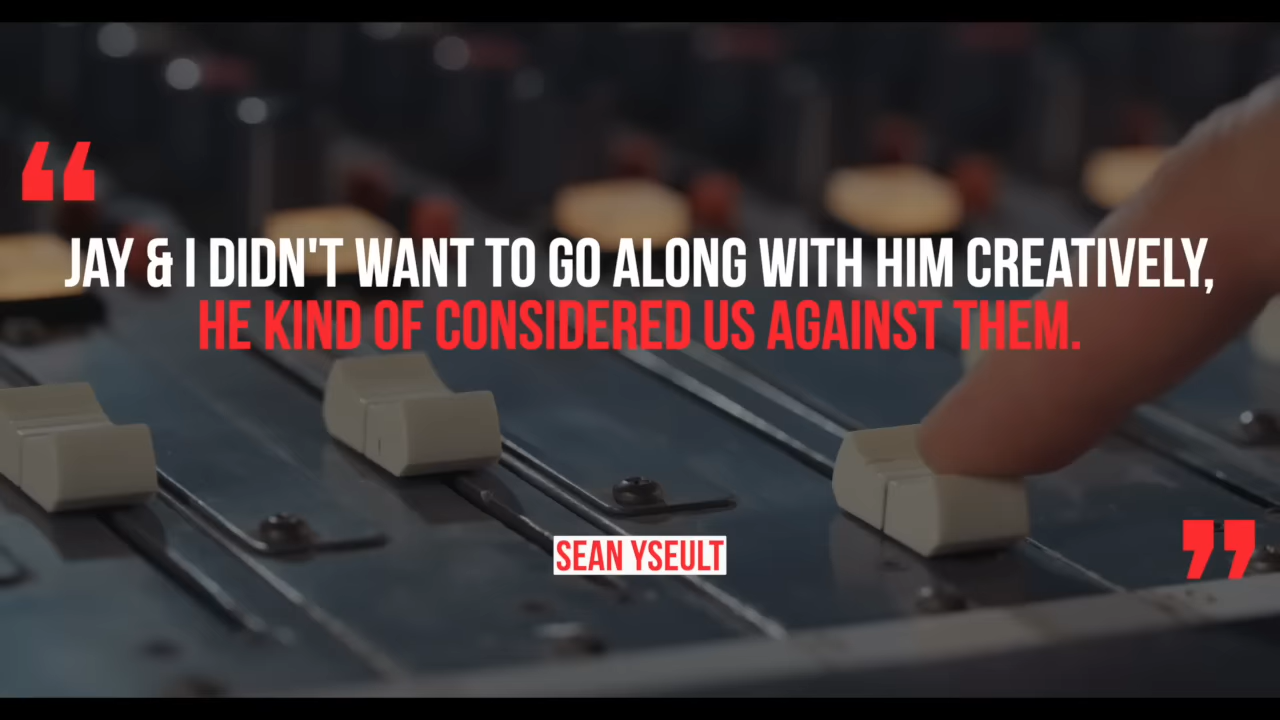 “
JAY & I DIDN'T WANT TO GO ALONG WITH HIM CREATIVELY,
HE KIND OF CONSIDERED US AGAINST THEM.
SEAN YSEULT
”